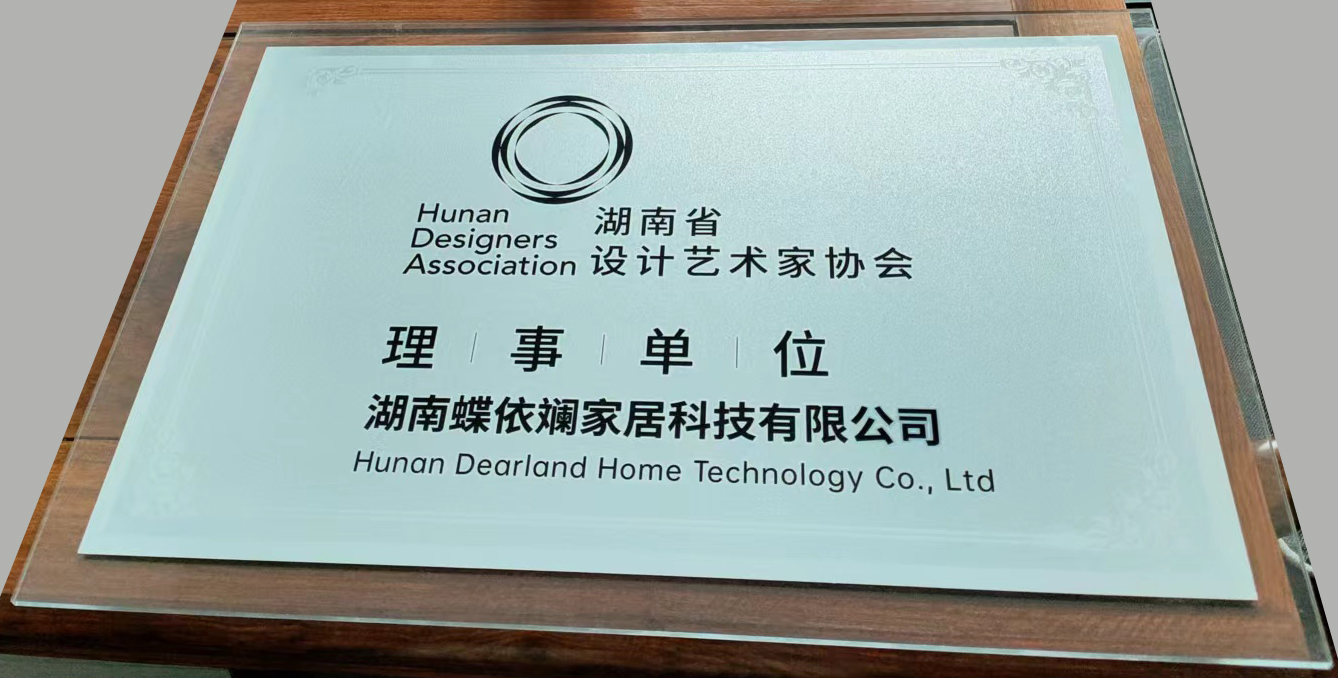 Hunan
Designers
Association
湖南省
设计艺术家协会
理事单位
湖南蝶依斓家居科技有限公司
Hunan Dearland Home Technology Co., Ltd